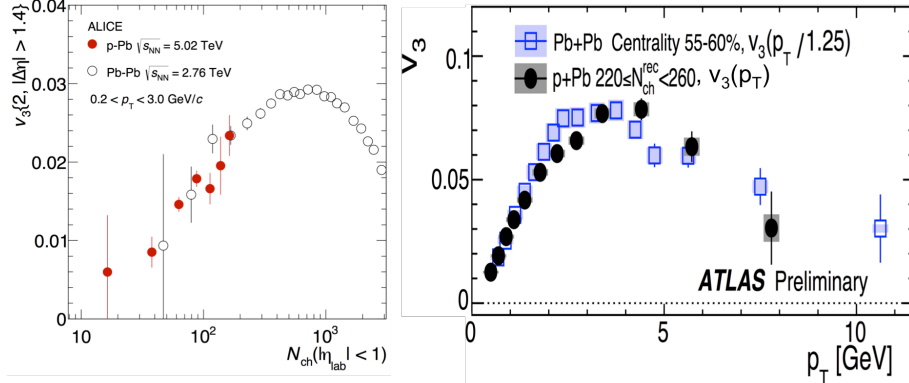 v₃{2, |Δη| > 1.4}
0.04
0.03
0.02
0.01
0
ALICE
p-Pb √sNN = 5.02 TeV
Pb-Pb √sNN = 2.76 TeV
0.2 < pT < 3.0 GeV/c
10 10² 10³
Nch(|ηlab| < 1)
v₃
0.1
0.05
0
Pb+Pb Centrality 55-60%, v₃(pT /1.25)
p+Pb 220≤N_ch^rec<260, v₃(pT)
ATLAS Preliminary
0 5 10
pT [GeV]